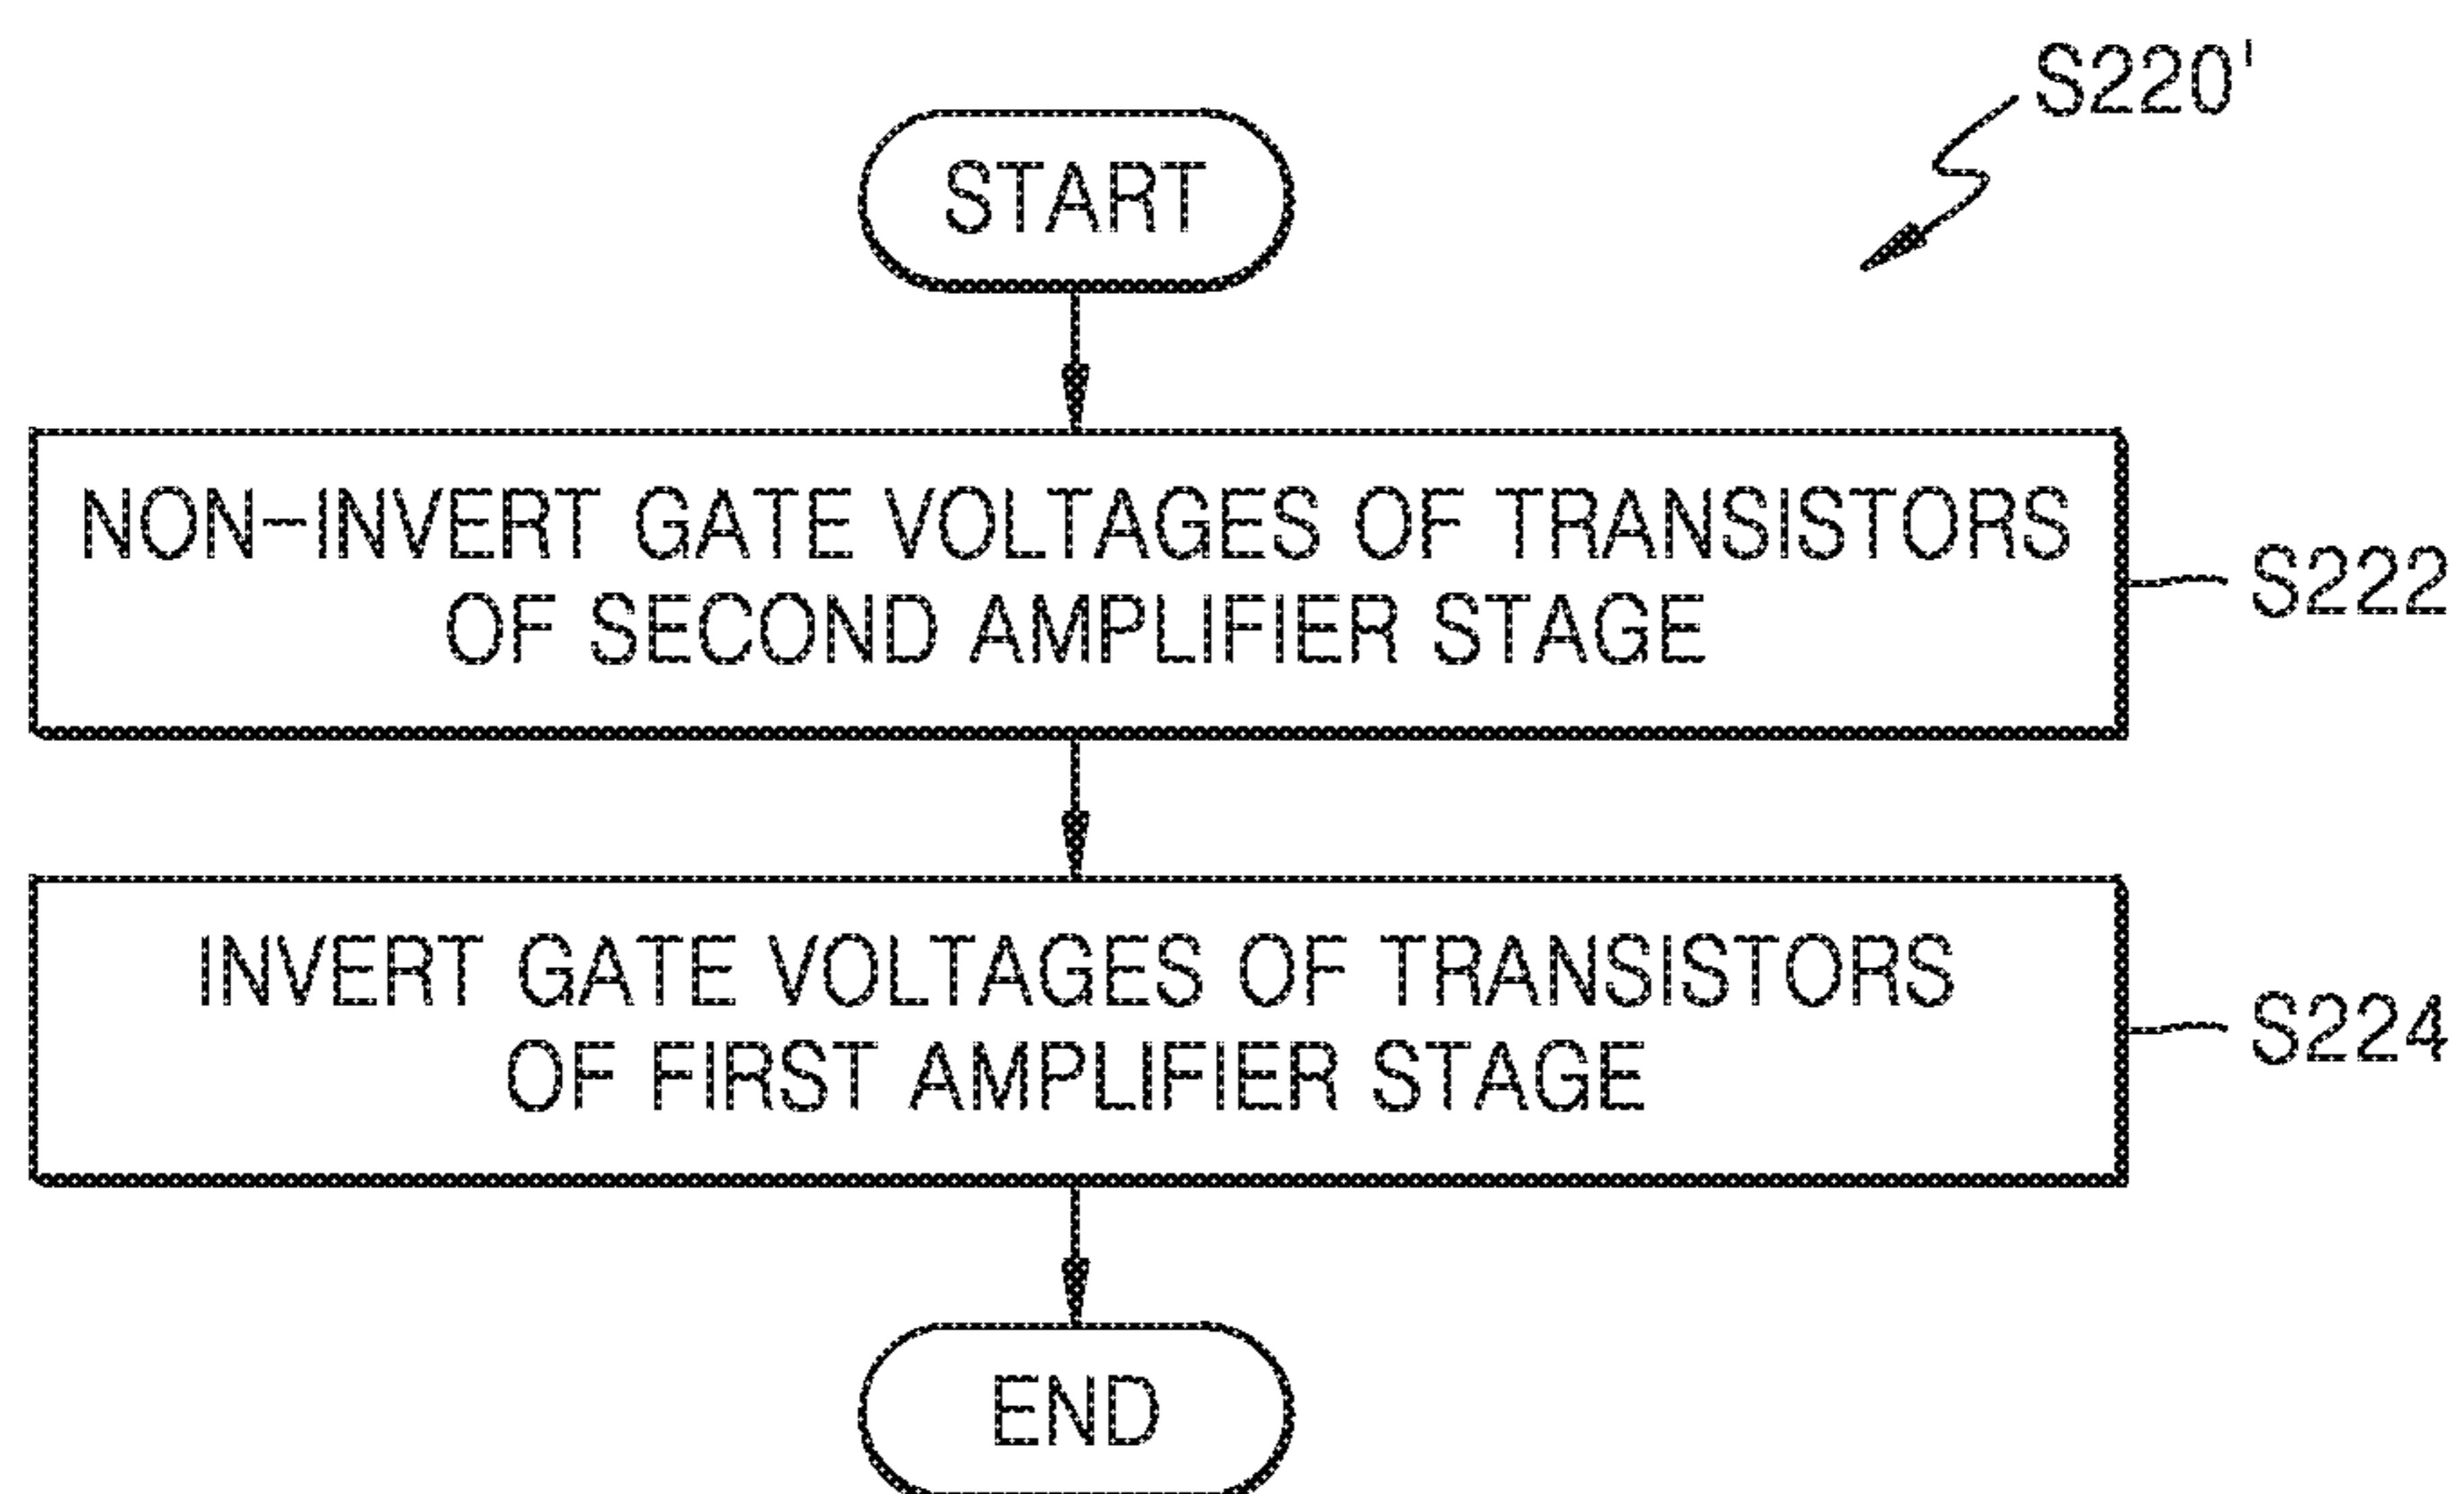 S220'
START
NON-INVERT GATE VOLTAGES OF TRANSISTORS
OF SECOND AMPLIFIER STAGE
S222
INVERT GATE VOLTAGES OF TRANSISTORS
OF FIRST AMPLIFIER STAGE
S224
END